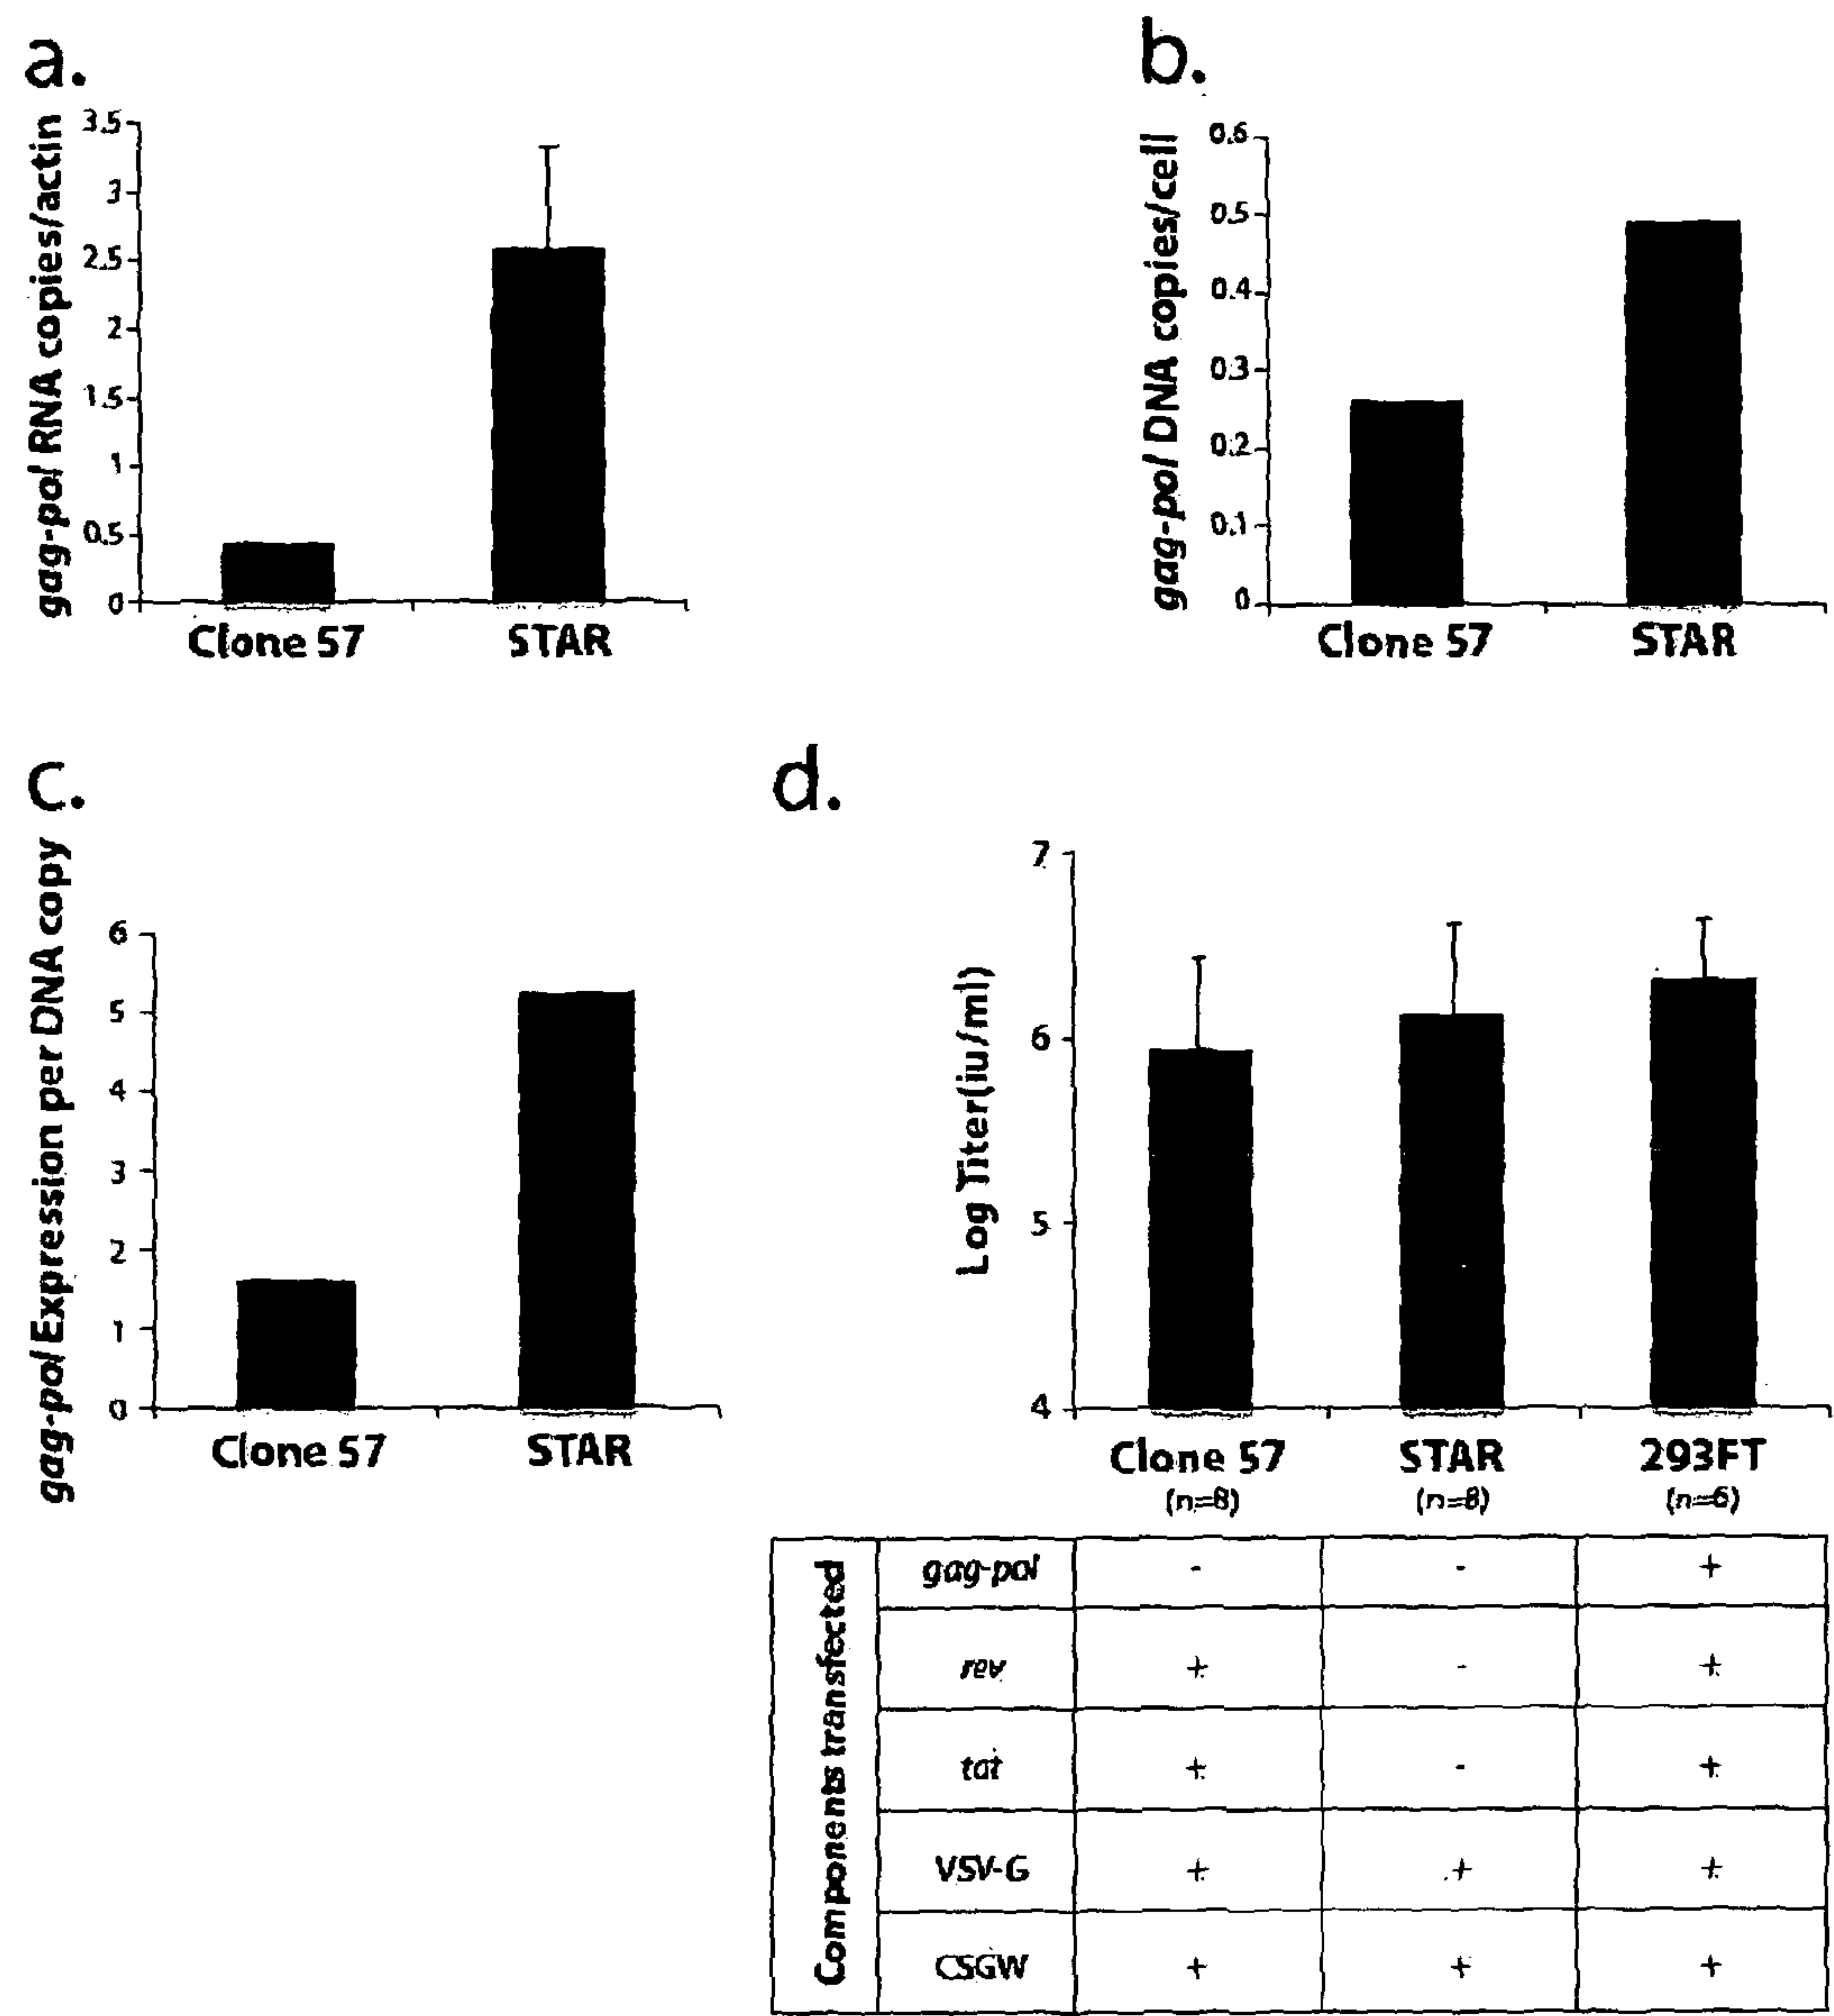 a.
gag-pol RNA copies/actin
3.5
3
2.5
2
1.5
1
0.5
0
Clone 57
STAR
b.
gag-pol DNA copies/cell
0.6
0.5
0.4
0.3
0.2
0.1
0
Clone 57
STAR
c.
gag-pol Expression per DNA copy
6
5
4
3
2
1
0
Clone 57
STAR
d.
Log Titer(iu/ml)
7
6
5
4
Clone 57
(n=8)
STAR
(n=8)
293FT
(n=6)
Components transfected
gag-pol - - +
rev + - +
tat + - +
VSV-G + + +
CSGW + + +